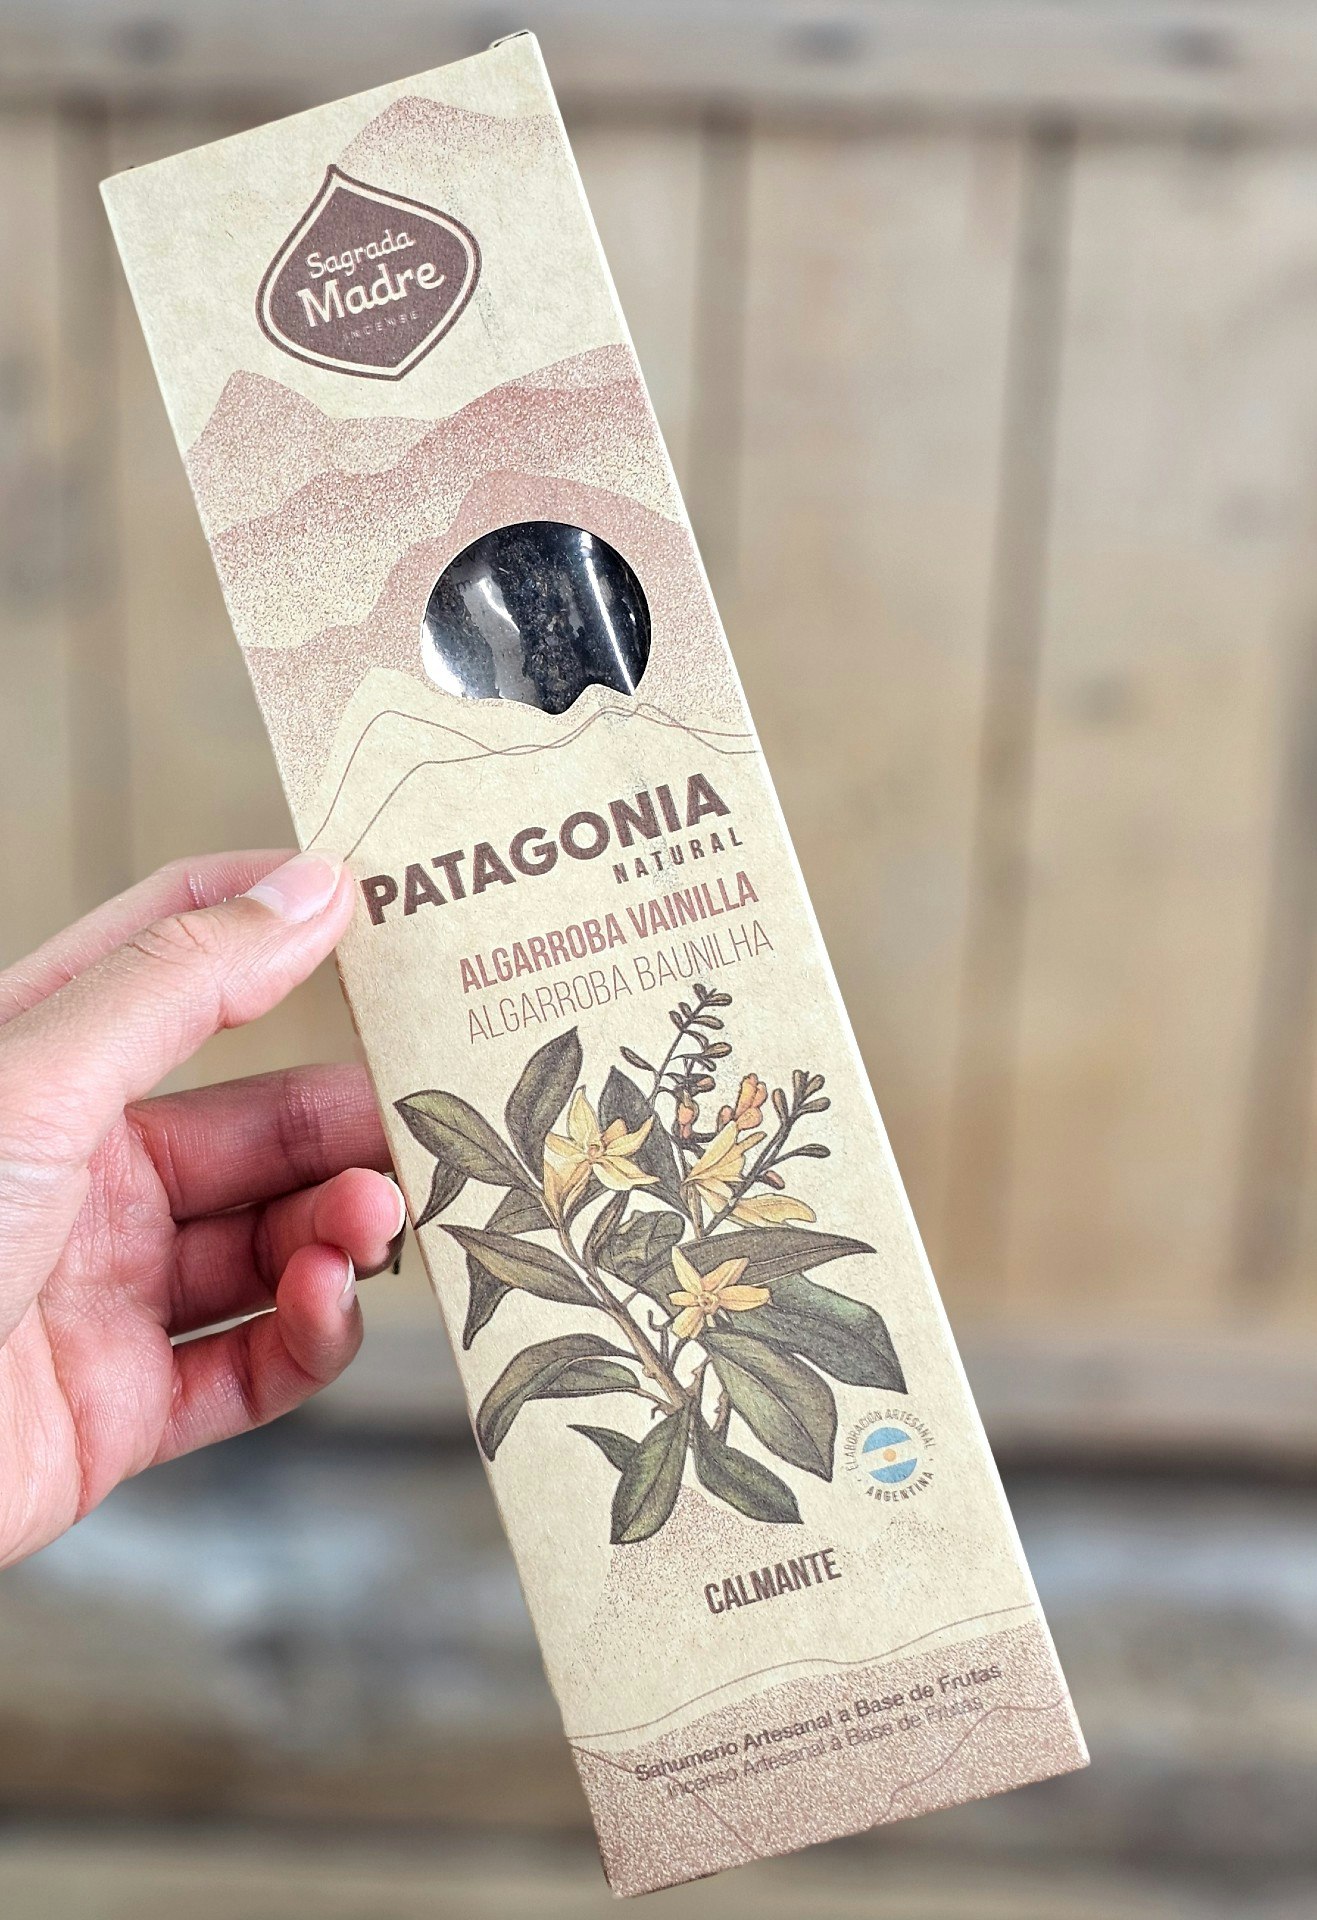 Sagrada
Madre
INCENSE
PATAGONIA
NATURAL
ALGARROBA VAINILLA
ALGARROBA BAUNILHA
ELABORACIÓN ARTESANAL
ARGENTINA
CALMANTE
Sahumerio Artesanal a Base de Frutas
Incenso Artesanal à Base de Frutas